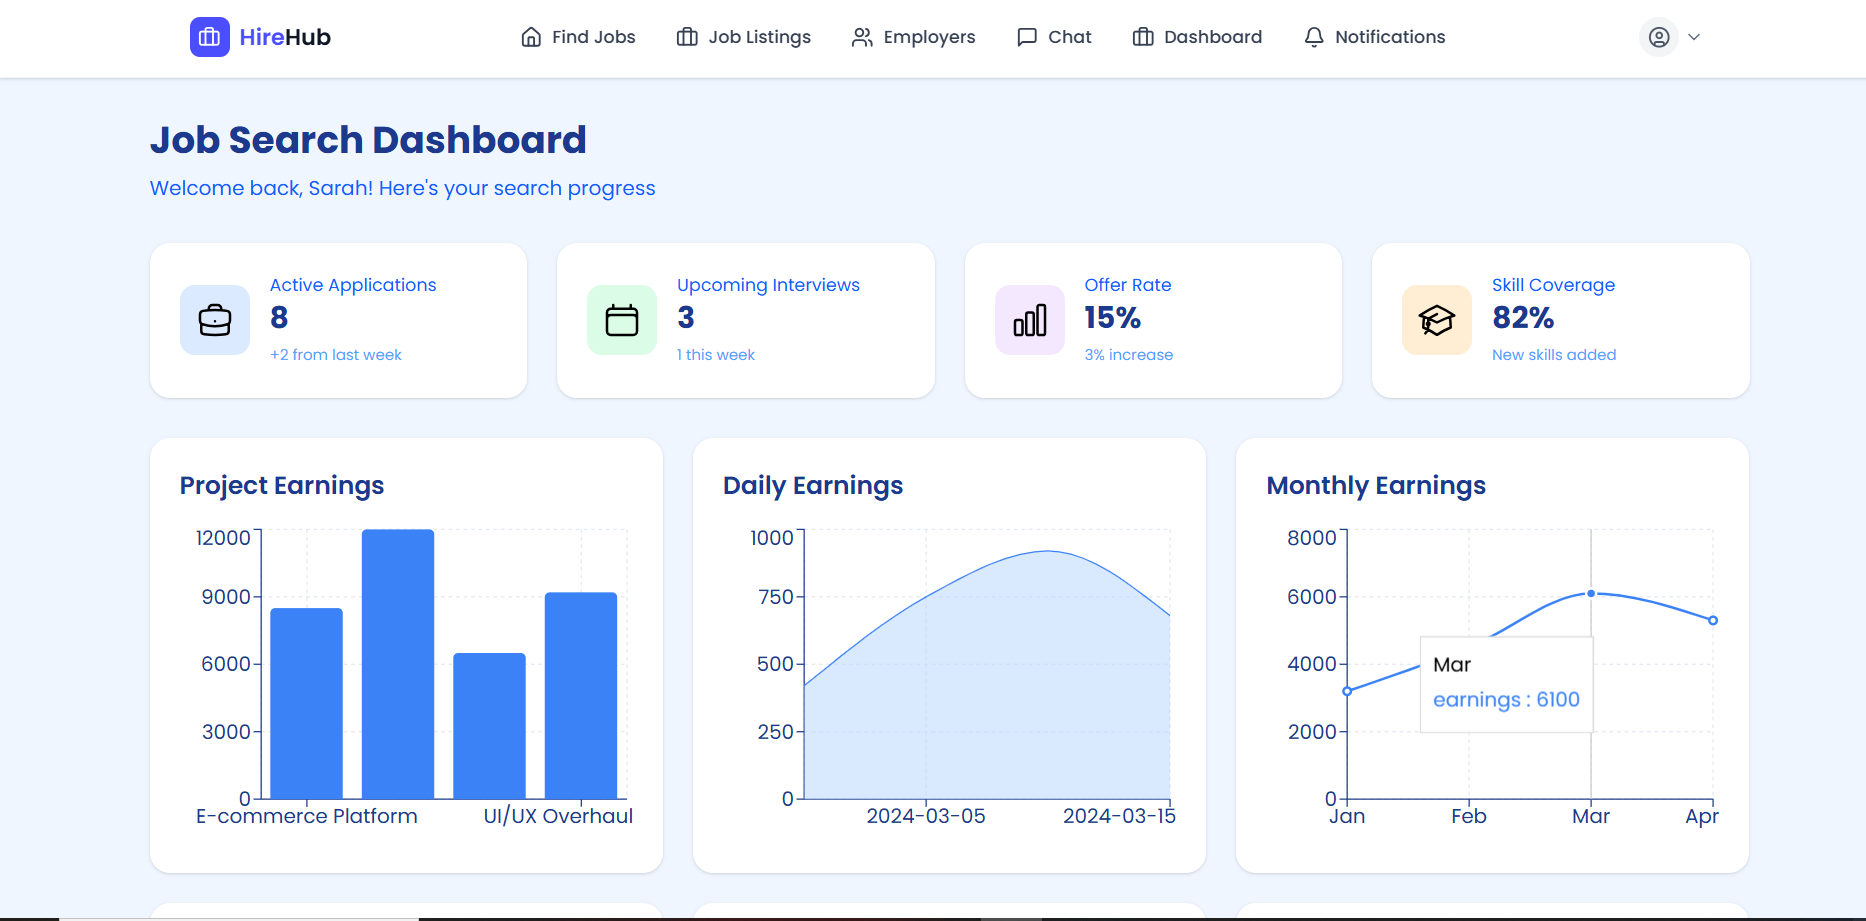 HireHub
Find Jobs
Job Listings
Employers
Chat
Dashboard
Notifications
Job Search Dashboard
Welcome back, Sarah! Here's your search progress
Active Applications
8
+2 from last week
Upcoming Interviews
3
1 this week
Offer Rate
15%
3% increase
Skill Coverage
82%
New skills added
Project Earnings
12000
9000
6000
3000
0
E-commerce Platform
UI/UX Overhaul
Daily Earnings
1000
750
500
250
0
2024-03-05
2024-03-15
Monthly Earnings
8000
6000
4000
2000
0
Mar
earnings : 6100
Jan
Feb
Mar
Apr